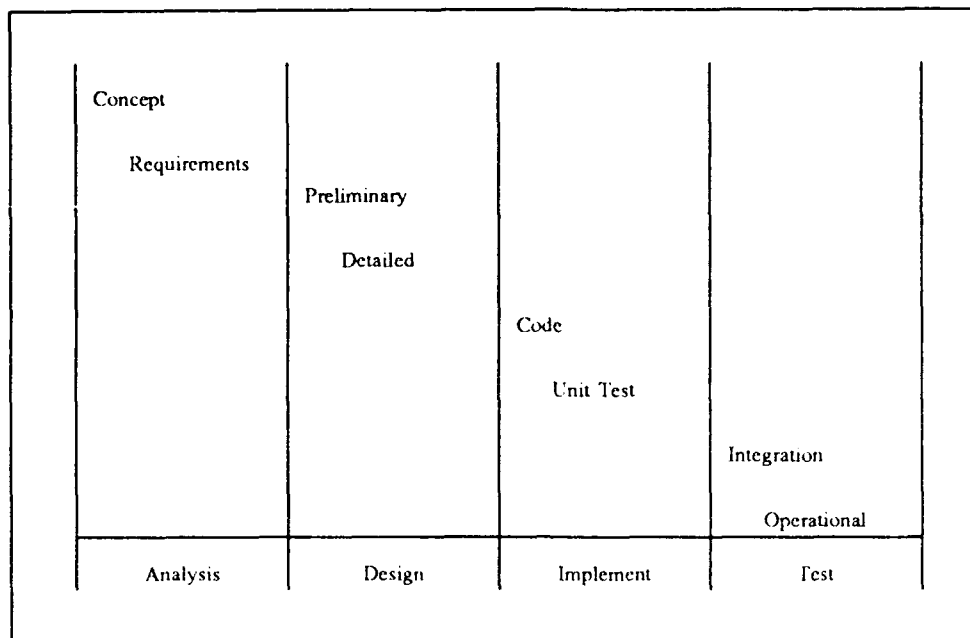 Concept
Requirements
Preliminary
Detailed
Code
Unit Test
Integration
Operational
Analysis Design Implement Test